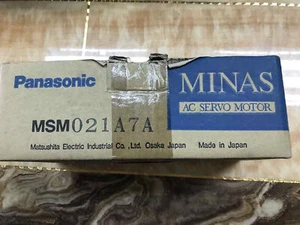 Panasonic
MINAS
AC SERVO MOTOR
MSM021A7A
Matsushita Electric Industrial Co., Ltd. Osaka Japan Made in Japan